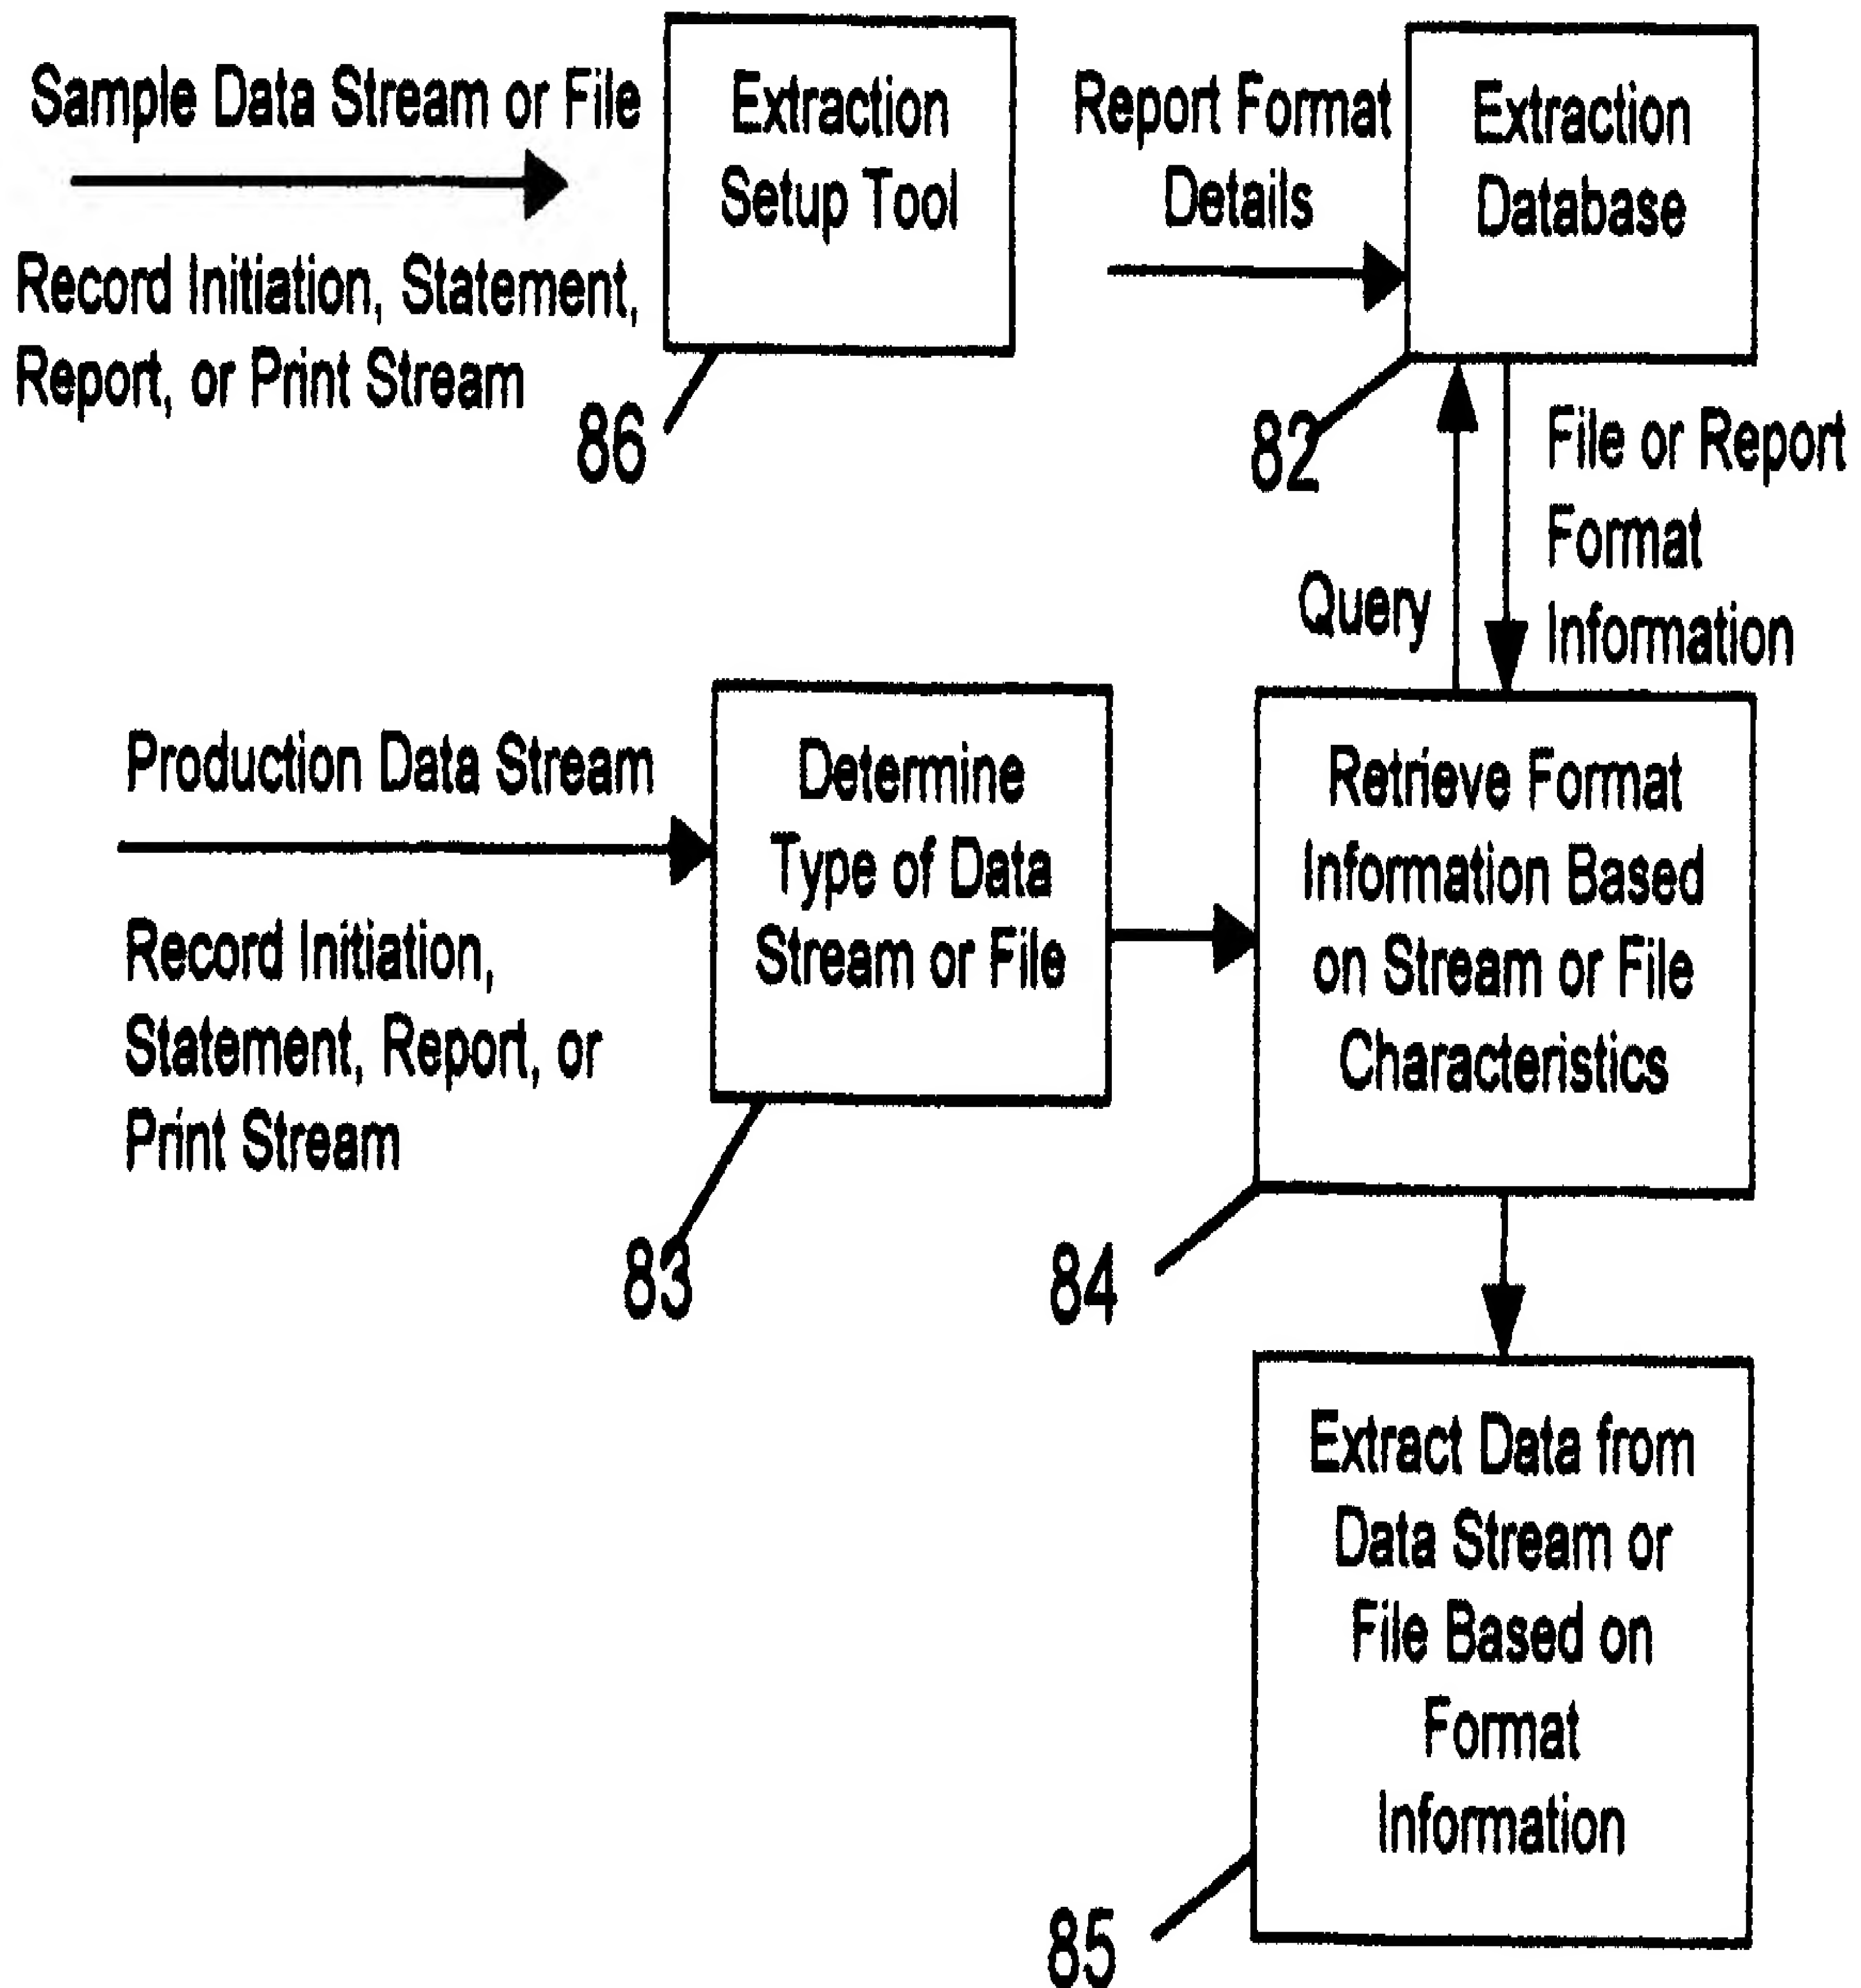 Sample Data Stream or File
Record Initiation, Statement,
Report, or Print Stream
Extraction
Setup Tool
86
Report Format
Details
Extraction
Database
82
Query
File or Report
Format
Information
Production Data Stream
Record Initiation,
Statement, Report, or
Print Stream
Determine
Type of Data
Stream or File
83
Retrieve Format
Information Based
on Stream or File
Characteristics
84
Extract Data from
Data Stream or
File Based on
Format
Information
85